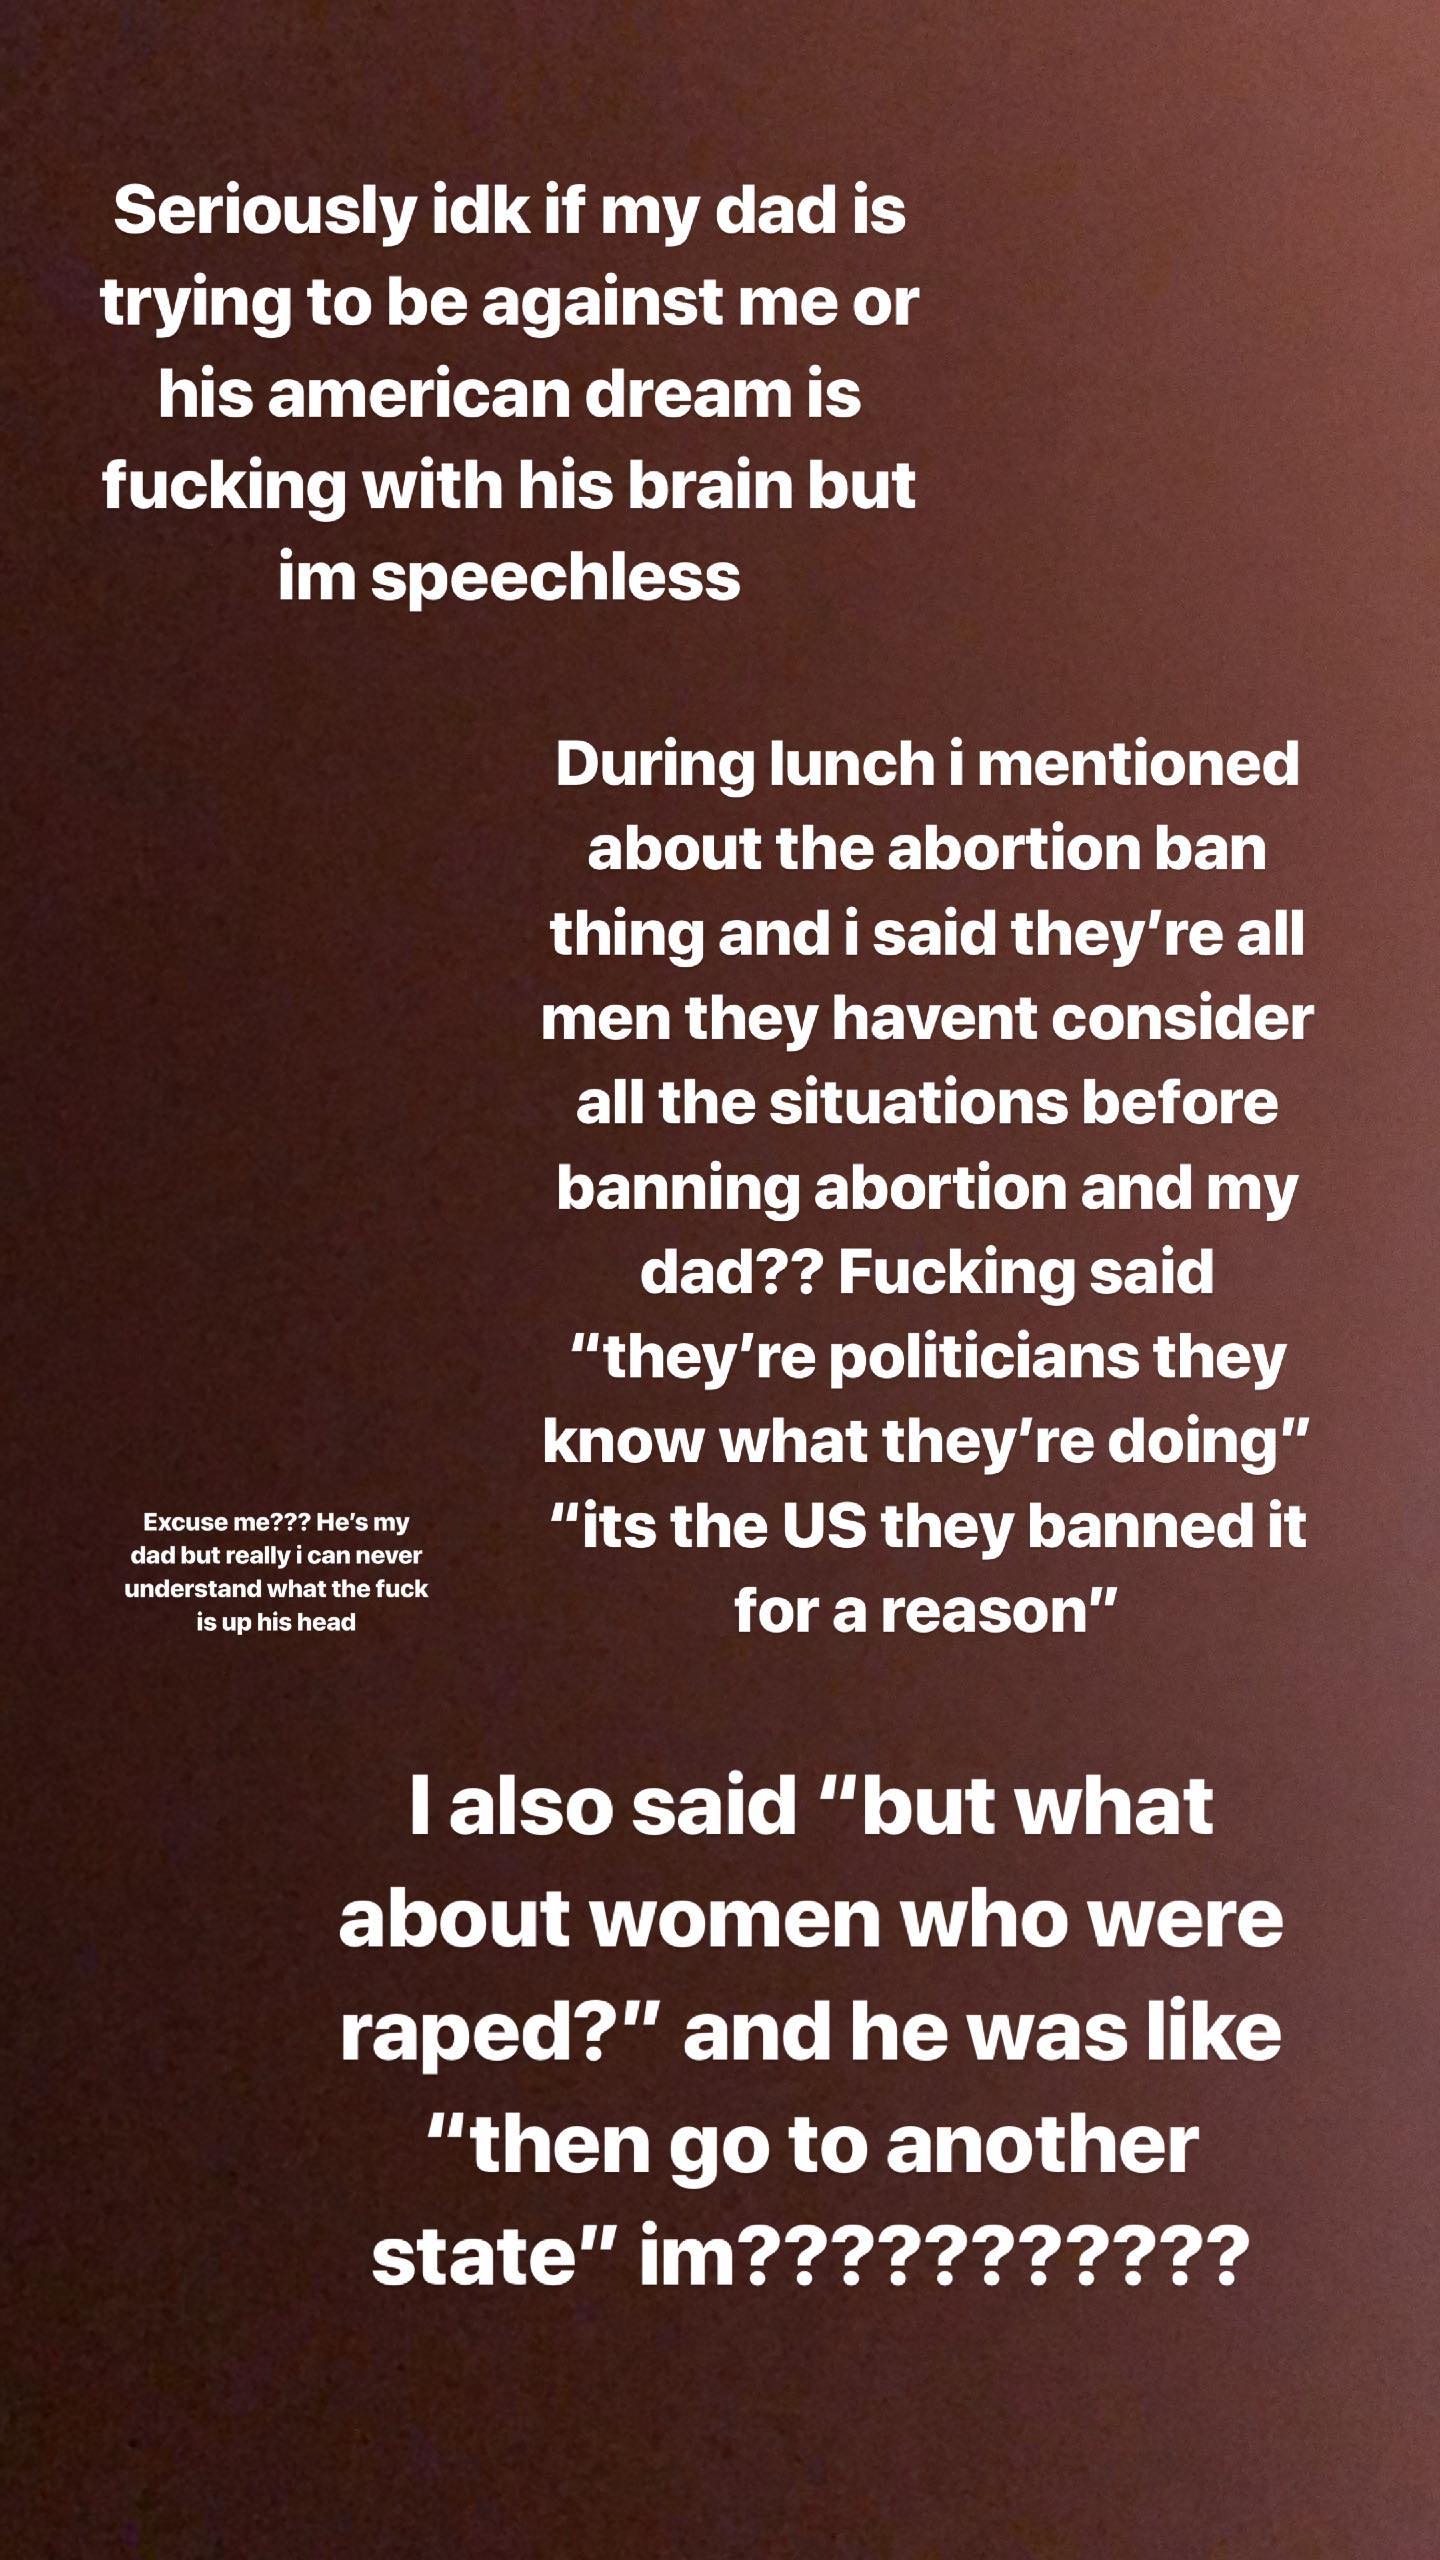 Seriously idk if my dad is
trying to be against me or
his american dream is
fucking with his brain but
im speechless
During lunch i mentioned
about the abortion ban
thing and i said they’re all
men they havent consider
all the situations before
banning abortion and my
dad?? Fucking said
“they’re politicians they
know what they’re doing”
“its the US they banned it
for a reason”
Excuse me??? He’s my
dad but really i can never
understand what the fuck
is up his head
I also said “but what
about women who were
raped?” and he was like
“then go to another
state” im???????????